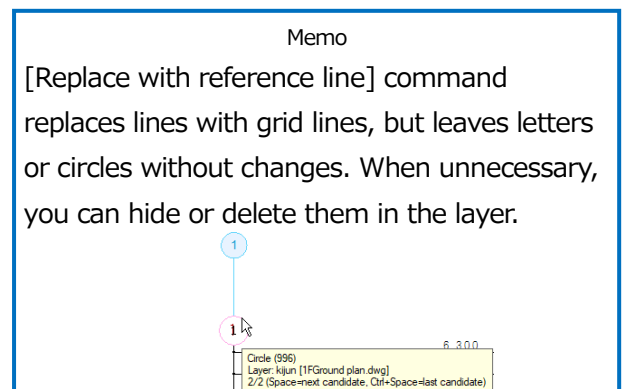 Memo
[Replace with reference line] command
replaces lines with grid lines, but leaves letters
or circles without changes. When unnecessary,
you can hide or delete them in the layer.
1
1
6,300
Circle (996)
Layer: kijun [1FGround plan.dwg]
2/2 (Space=next candidate, Ctrl+Space=last candidate)